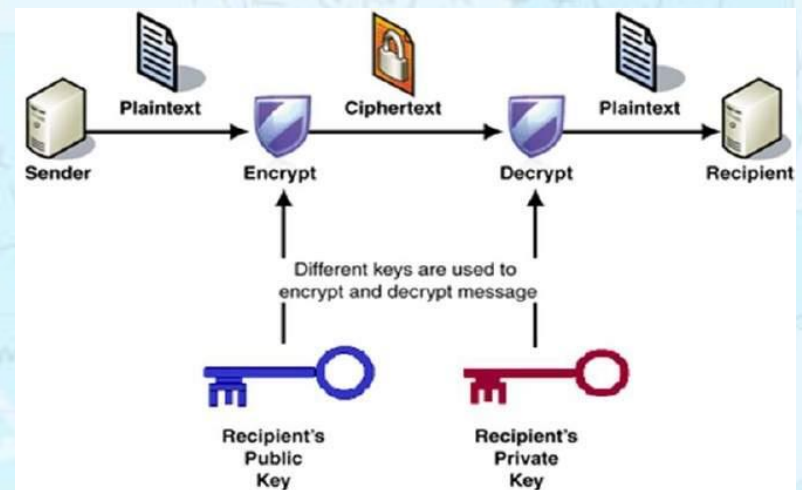 Plaintext
Ciphertext
Plaintext
Sender
Encrypt
Decrypt
Recipient
Different keys are used to
encrypt and decrypt message
Recipient's
Public
Key
Recipient's
Private
Key